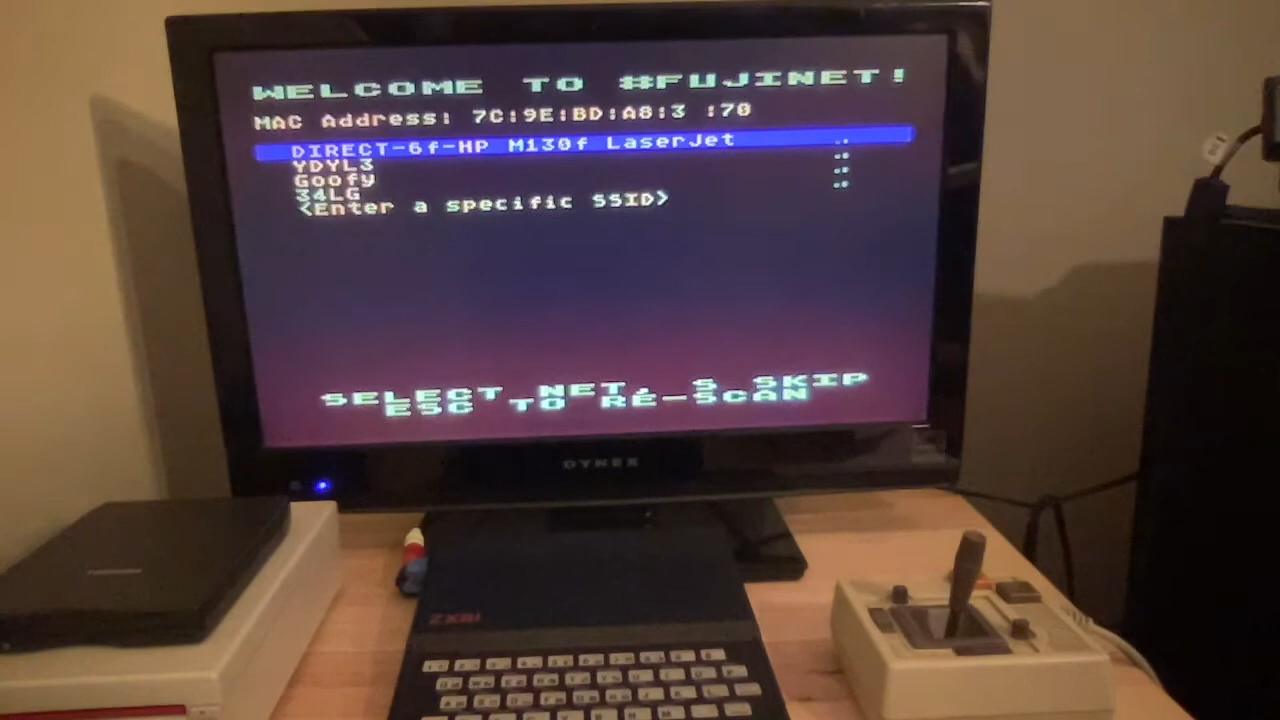 WELCOME TO #FUJINET!
MAC Address: 7C:9E:BD:A8:3 :70
DIRECT-6f-HP M130f LaserJet
YDYL3
Goofy
34LG
<Enter a specific SSID>
SELECT NET, S SKIP
ESC TO RE-SCAN
DYNEX
ZX81